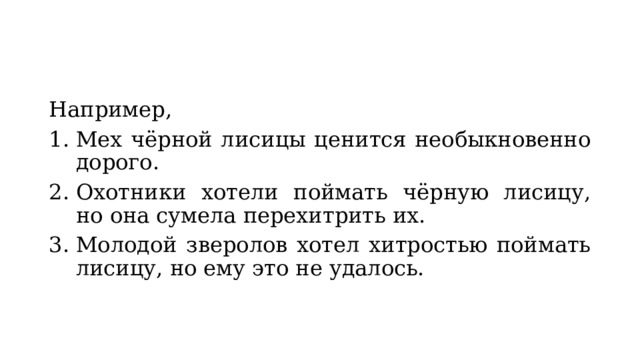 Например,
1. Мех чёрной лисицы ценится необыкновенно
дорого.
2. Охотники хотели поймать чёрную лисицу,
но она сумела перехитрить их.
3. Молодой зверолов хотел хитростью поймать
лисицу, но ему это не удалось.